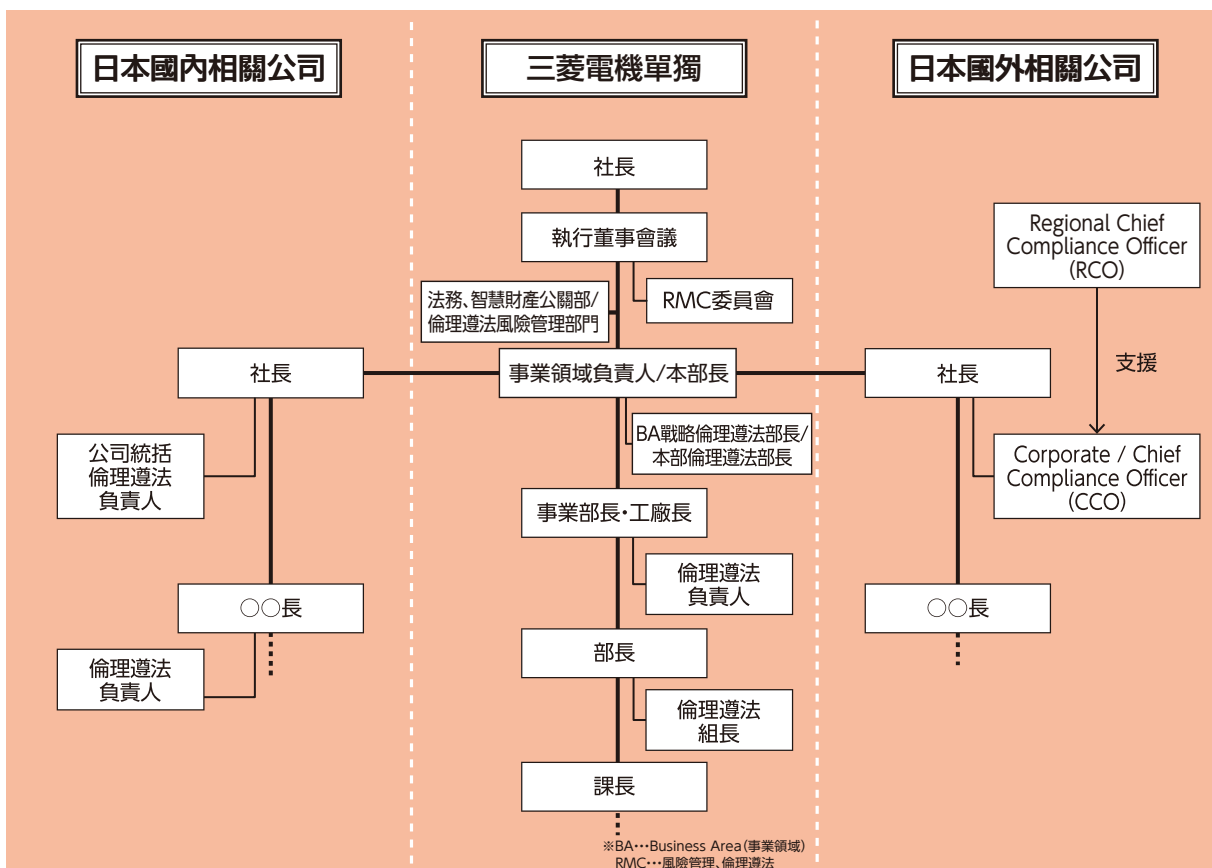 日本國內相關公司
三菱電機單獨
日本國外相關公司
社長
執行董事會議
RMC委員會
法務、智慧財產公關部/
倫理遵法風險管理部門
事業領域負責人/本部長
BA戰略倫理遵法部長/
本部倫理遵法部長
事業部長・工廠長
倫理遵法
負責人
部長
倫理遵法
組長
課長
社長
公司統括
倫理遵法
負責人
○○長
倫理遵法
負責人
Regional Chief
Compliance Officer
(RCO)
支援
社長
Corporate / Chief
Compliance Officer
(CCO)
○○長
※BA・・・Business Area(事業領域)
RMC・・・風險管理、倫理遵法